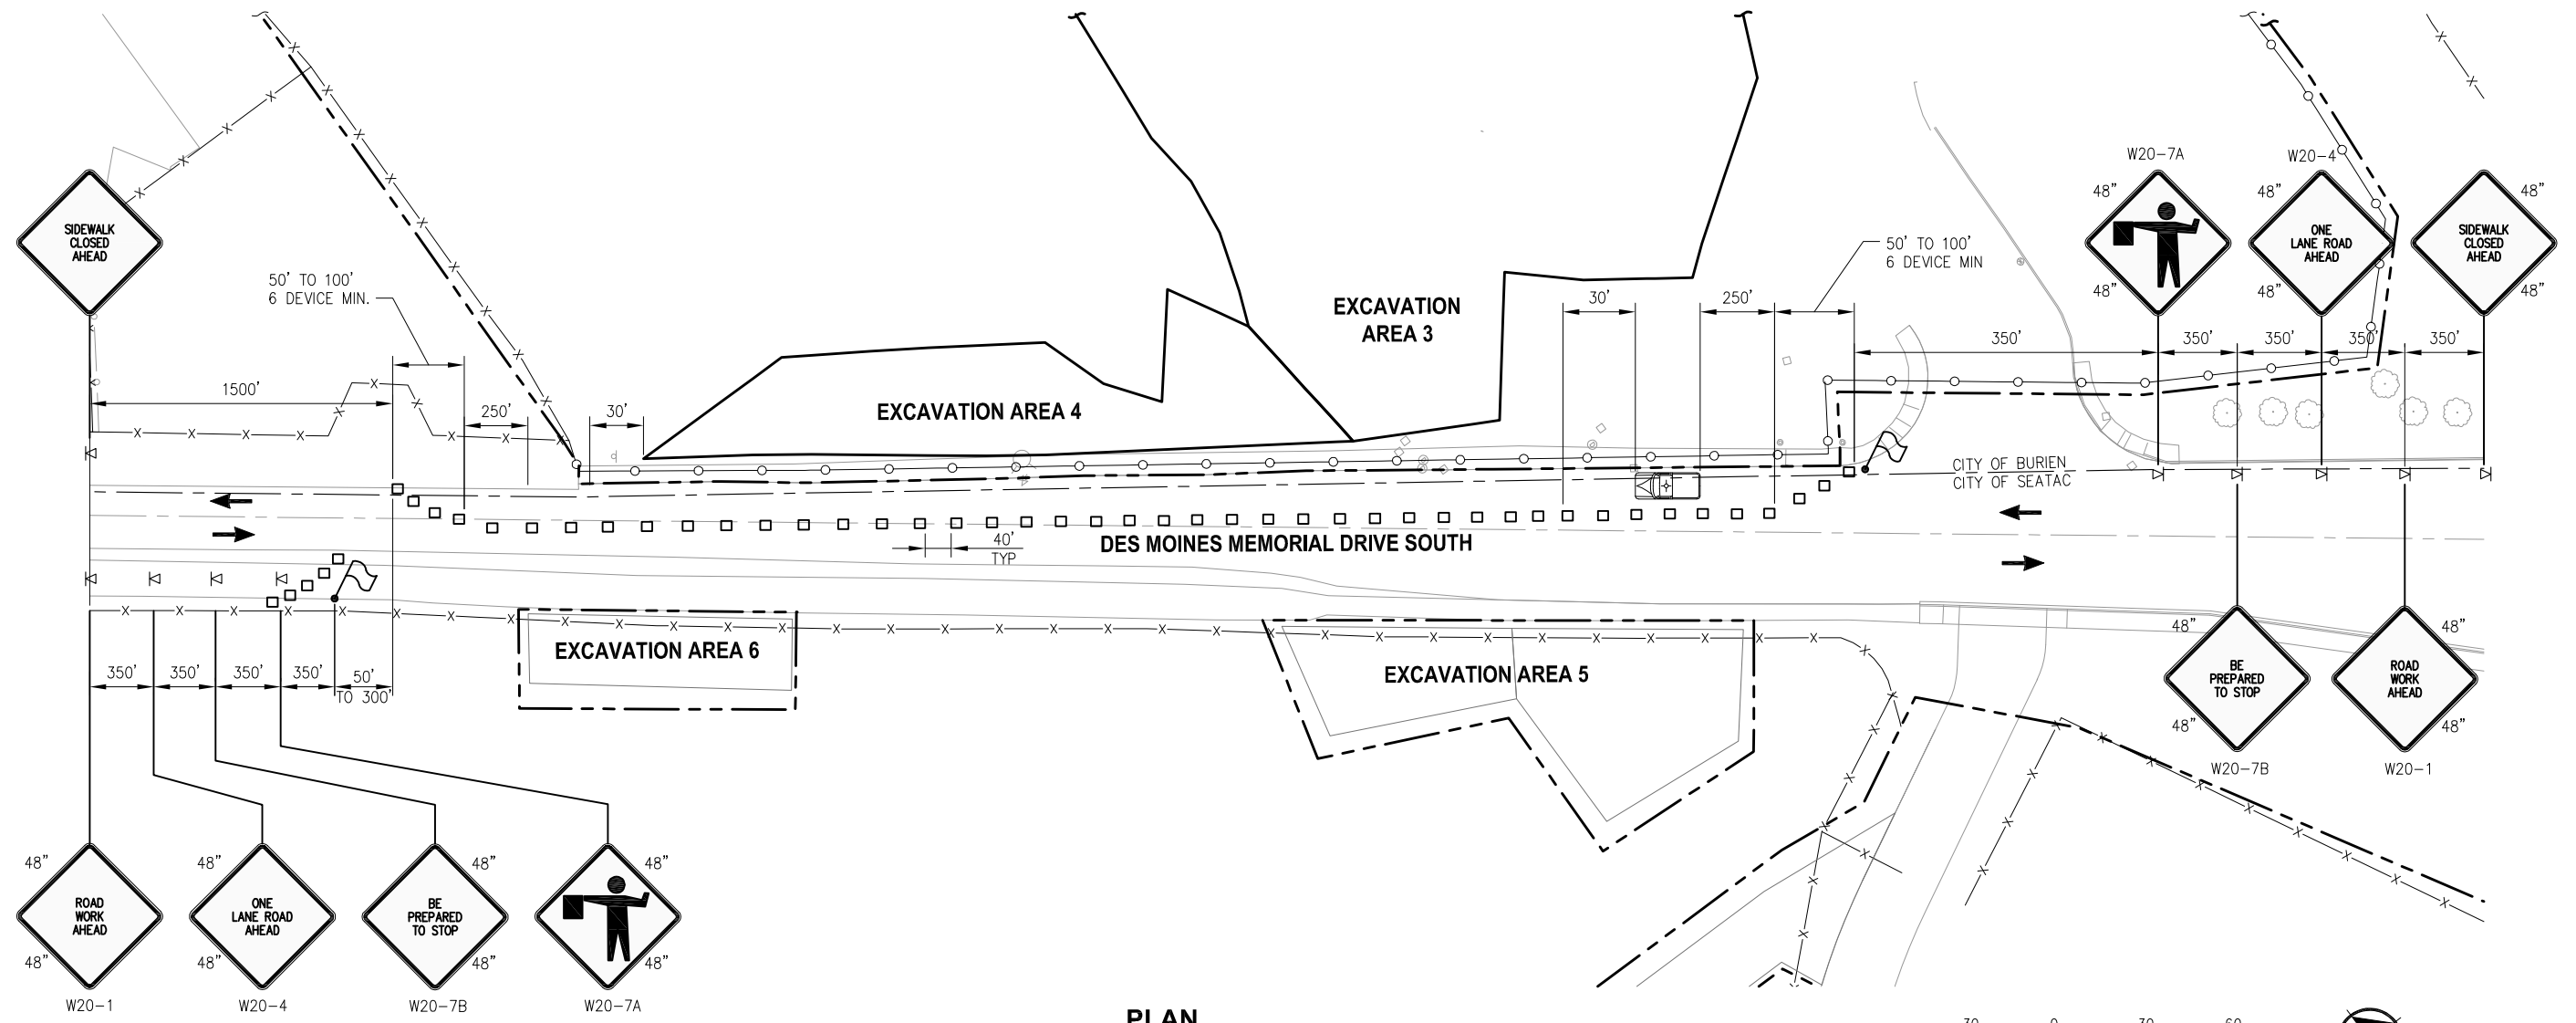 W20-7A
W20-4
SIDEWALK
CLOSED
AHEAD
48"
48"
ONE
LANE ROAD
AHEAD
48"
48"
SIDEWALK
CLOSED
AHEAD
48"
48"
50' TO 100'
6 DEVICE MIN.
50' TO 100'
6 DEVICE MIN
EXCAVATION
AREA 3
30'
250'
350'
350'
350'
350'
350'
1500'
250'
30'
EXCAVATION AREA 4
CITY OF BURIEN
CITY OF SEATAC
40'
TYP
DES MOINES MEMORIAL DRIVE SOUTH
EXCAVATION AREA 6
EXCAVATION AREA 5
350'
350'
350'
350'
50'
TO 300'
48"
BE
PREPARED
TO STOP
48"
W20-7B
48"
ROAD
WORK
AHEAD
48"
W20-1
48"
ROAD
WORK
AHEAD
48"
W20-1
48"
ONE
LANE ROAD
AHEAD
48"
W20-4
48"
BE
PREPARED
TO STOP
48"
W20-7B
48"
48"
W20-7A
PLAN
30 0 30 60